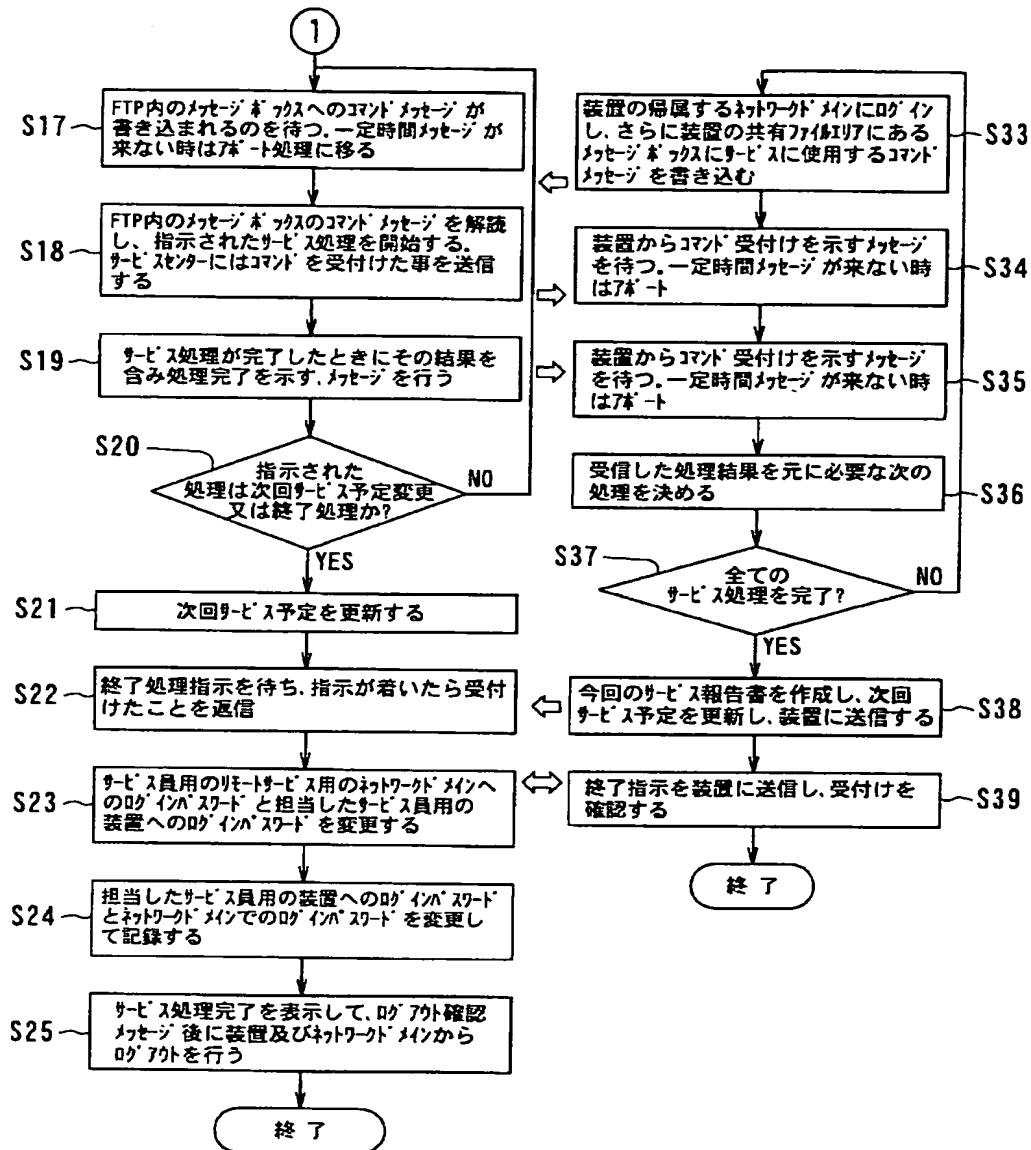 1
S17
FTP内のﾒｯｾｰｼﾞﾎﾞｯｸｽへのｺﾏﾝﾄﾞﾒｯｾｰｼﾞが
書き込まれるのを待つ。一定時間ﾒｯｾｰｼﾞが
来ない時はｱﾎﾞｰﾄ処理に移る
S18
FTP内のﾒｯｾｰｼﾞﾎﾞｯｸｽのｺﾏﾝﾄﾞﾒｯｾｰｼﾞを解読
し、指示されたｻｰﾋﾞｽ処理を開始する。
ｻｰﾋﾞｽｾﾝﾀｰにはｺﾏﾝﾄﾞを受付けた事を送信
する
S19
ｻｰﾋﾞｽ処理が完了したときにその結果を
含み処理完了を示す、ﾒｯｾｰｼﾞを行う
S20
指示された
処理は次回ｻｰﾋﾞｽ予定変更
又は終了処理か?
NO
YES
S21
次回ｻｰﾋﾞｽ予定を更新する
S22
終了処理指示を待ち、指示が着いたら受付
けたことを返信
S23
ｻｰﾋﾞｽ員用のﾘﾓｰﾄｻｰﾋﾞｽ用のﾈｯﾄﾜｰｸﾄﾞﾒｲﾝへ
のﾛｸﾞｲﾝﾊﾟｽﾜｰﾄﾞと担当したｻｰﾋﾞｽ員用の
装置へのﾛｸﾞｲﾝﾊﾟｽﾜｰﾄﾞを変更する
S24
担当したｻｰﾋﾞｽ員用の装置へのﾛｸﾞｲﾝﾊﾟｽﾜｰﾄﾞ
とﾈｯﾄﾜｰｸﾄﾞﾒｲﾝでのﾛｸﾞｲﾝﾊﾟｽﾜｰﾄﾞを変更し
て記録する
S25
ｻｰﾋﾞｽ処理完了を表示して、ﾛｸﾞｱｳﾄ確認
ﾒｯｾｰｼﾞ後に装置及びﾈｯﾄﾜｰｸﾄﾞﾒｲﾝから
ﾛｸﾞｱｳﾄを行う
終了
S33
装置の帰属するﾈｯﾄﾜｰｸﾄﾞﾒｲﾝにﾛｸﾞｲﾝ
し、さらに装置の共有ﾌｧｲﾙｴﾘｱにある
ﾒｯｾｰｼﾞﾎﾞｯｸｽにｻｰﾋﾞｽに使用するｺﾏﾝﾄﾞ
ﾒｯｾｰｼﾞを書き込む
S34
装置からｺﾏﾝﾄﾞ受付けを示すﾒｯｾｰｼﾞ
を待つ。一定時間ﾒｯｾｰｼﾞが来ない時
はｱﾎﾞｰﾄ
S35
装置からｺﾏﾝﾄﾞ受付けを示すﾒｯｾｰｼﾞ
を待つ。一定時間ﾒｯｾｰｼﾞが来ない時
はｱﾎﾞｰﾄ
S36
受信した処理結果を元に必要な次の
処理を決める
S37
全ての
ｻｰﾋﾞｽ処理を完了?
NO
YES
S38
今回のｻｰﾋﾞｽ報告書を作成し、次回
ｻｰﾋﾞｽ予定を更新し、装置に送信する
S39
終了指示を装置に送信し、受付けを
確認する
終了